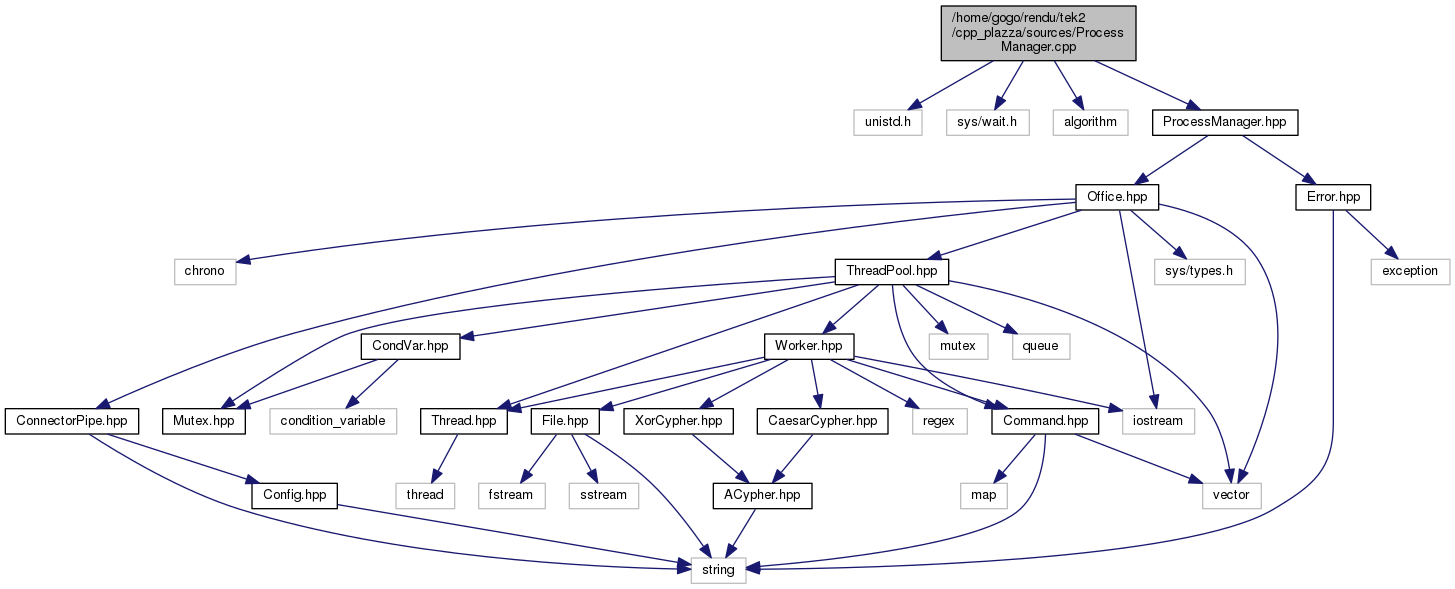 /home/gogo/rendu/tek2
/cpp_plazza/sources/Process
Manager.cpp
unistd.h
sys/wait.h
algorithm
ProcessManager.hpp
Office.hpp
Error.hpp
chrono
ThreadPool.hpp
sys/types.h
exception
CondVar.hpp
Worker.hpp
mutex
queue
ConnectorPipe.hpp
Mutex.hpp
condition_variable
Thread.hpp
File.hpp
XorCypher.hpp
CaesarCypher.hpp
regex
Command.hpp
iostream
Config.hpp
thread
fstream
sstream
ACypher.hpp
map
vector
string